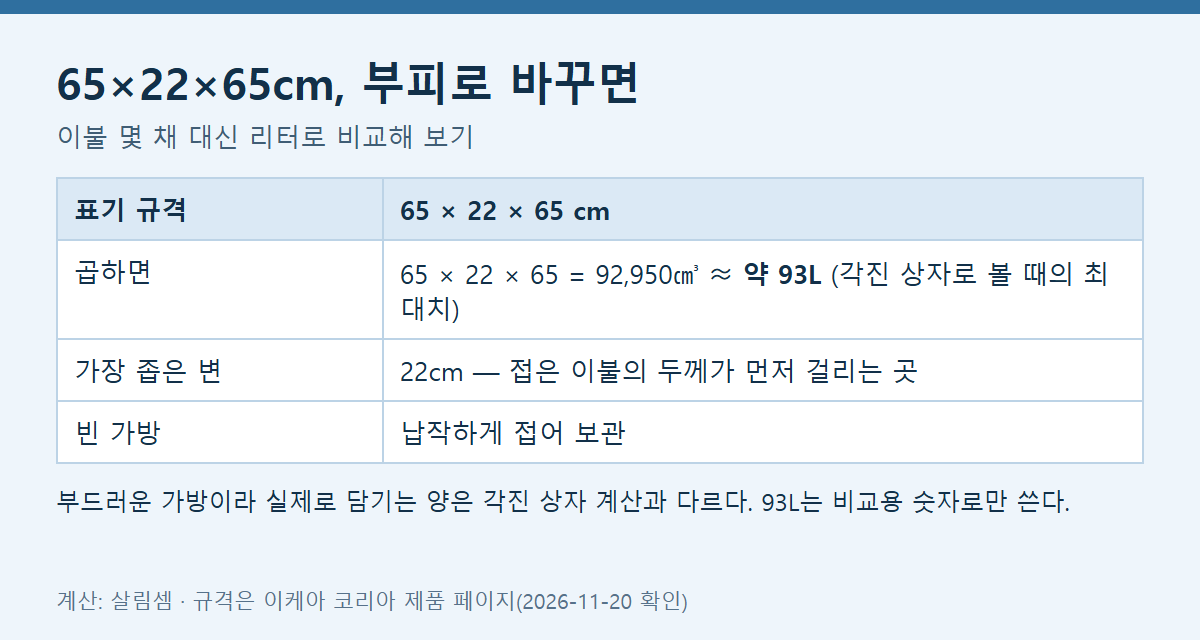 65×22×65cm, 부피로 바꾸면
이불 몇 채 대신 리터로 비교해 보기
표기 규격 65 × 22 × 65 cm
곱하면 65 × 22 × 65 = 92,950㎤ ≈ 약 93L (각진 상자로 볼 때의 최
대치)
가장 좁은 변 22cm — 접은 이불의 두께가 먼저 걸리는 곳
빈 가방 납작하게 접어 보관
부드러운 가방이라 실제로 담기는 양은 각진 상자 계산과 다르다. 93L는 비교용 숫자로만 쓴다.
계산: 살림셈 · 규격은 이케아 코리아 제품 페이지(2026-11-20 확인)